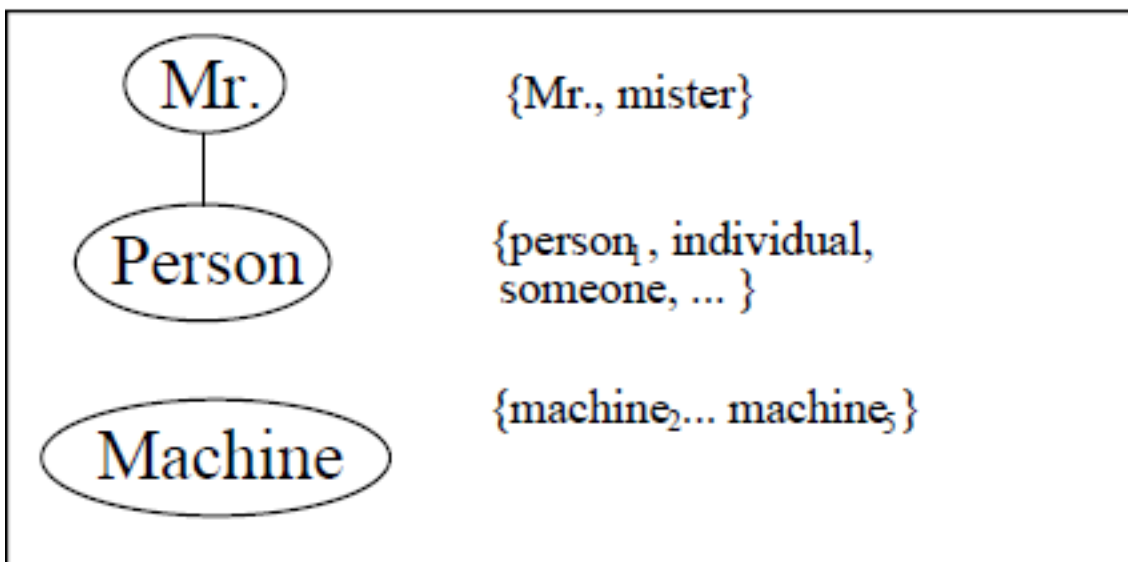 Mr.
{Mr., mister}
Person
{person₁, individual,
someone, ... }
Machine
{machine₂... machine₅}